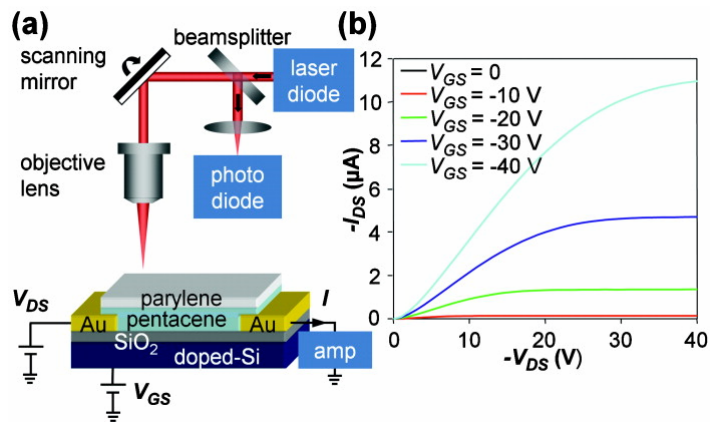 (a)
scanning
mirror
beamsplitter
laser
diode
objective
lens
photo
diode
V_DS
parylene
Au pentacene Au
I
SiO₂
doped-Si
amp
V_GS
(b)
12
10
8
6
4
2
0
-I_DS (µA)
V_GS = 0
V_GS = -10 V
V_GS = -20 V
V_GS = -30 V
V_GS = -40 V
0 10 20 30 40
-V_DS (V)